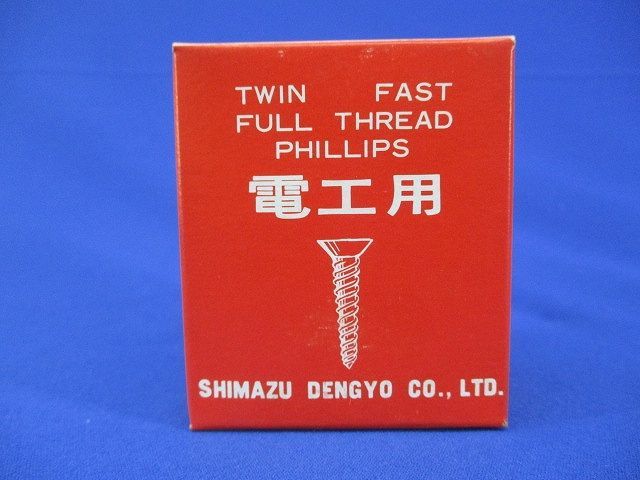 TWIN FAST
FULL THREAD
PHILLIPS
電工用
SHIMAZU DENGYO CO., LTD.